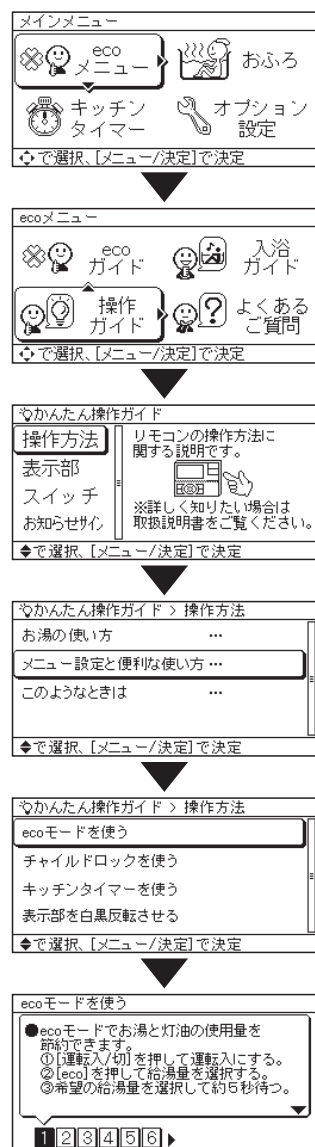 メインメニュー
eco
メニュー
おふろ
キッチン
タイマー
オプション
設定
で選択、[メニュー/決定]で決定
ecoメニュー
eco
ガイド
入浴
ガイド
操作
ガイド
よくある
ご質問
で選択、[メニュー/決定]で決定
かんたん操作ガイド
操作方法
表示部
スイッチ
お知らせサイン
リモコンの操作方法に
関する説明です。
※詳しく知りたい場合は
取扱説明書をご覧ください。
で選択、[メニュー/決定]で決定
かんたん操作ガイド > 操作方法
お湯の使い方 …
メニュー設定と便利な使い方 …
このようなときは …
で選択、[メニュー/決定]で決定
かんたん操作ガイド > 操作方法
ecoモードを使う
チャイルドロックを使う
キッチンタイマーを使う
表示部を白黒反転させる
で選択、[メニュー/決定]で決定
ecoモードを使う
●ecoモードでお湯と灯油の使用量を
節約できます。
①[運転入/切]を押して運転入にする。
②[eco]を押して給湯量を選択する。
③希望の給湯量を選択して約5秒待つ。
1 2 3 4 5 6